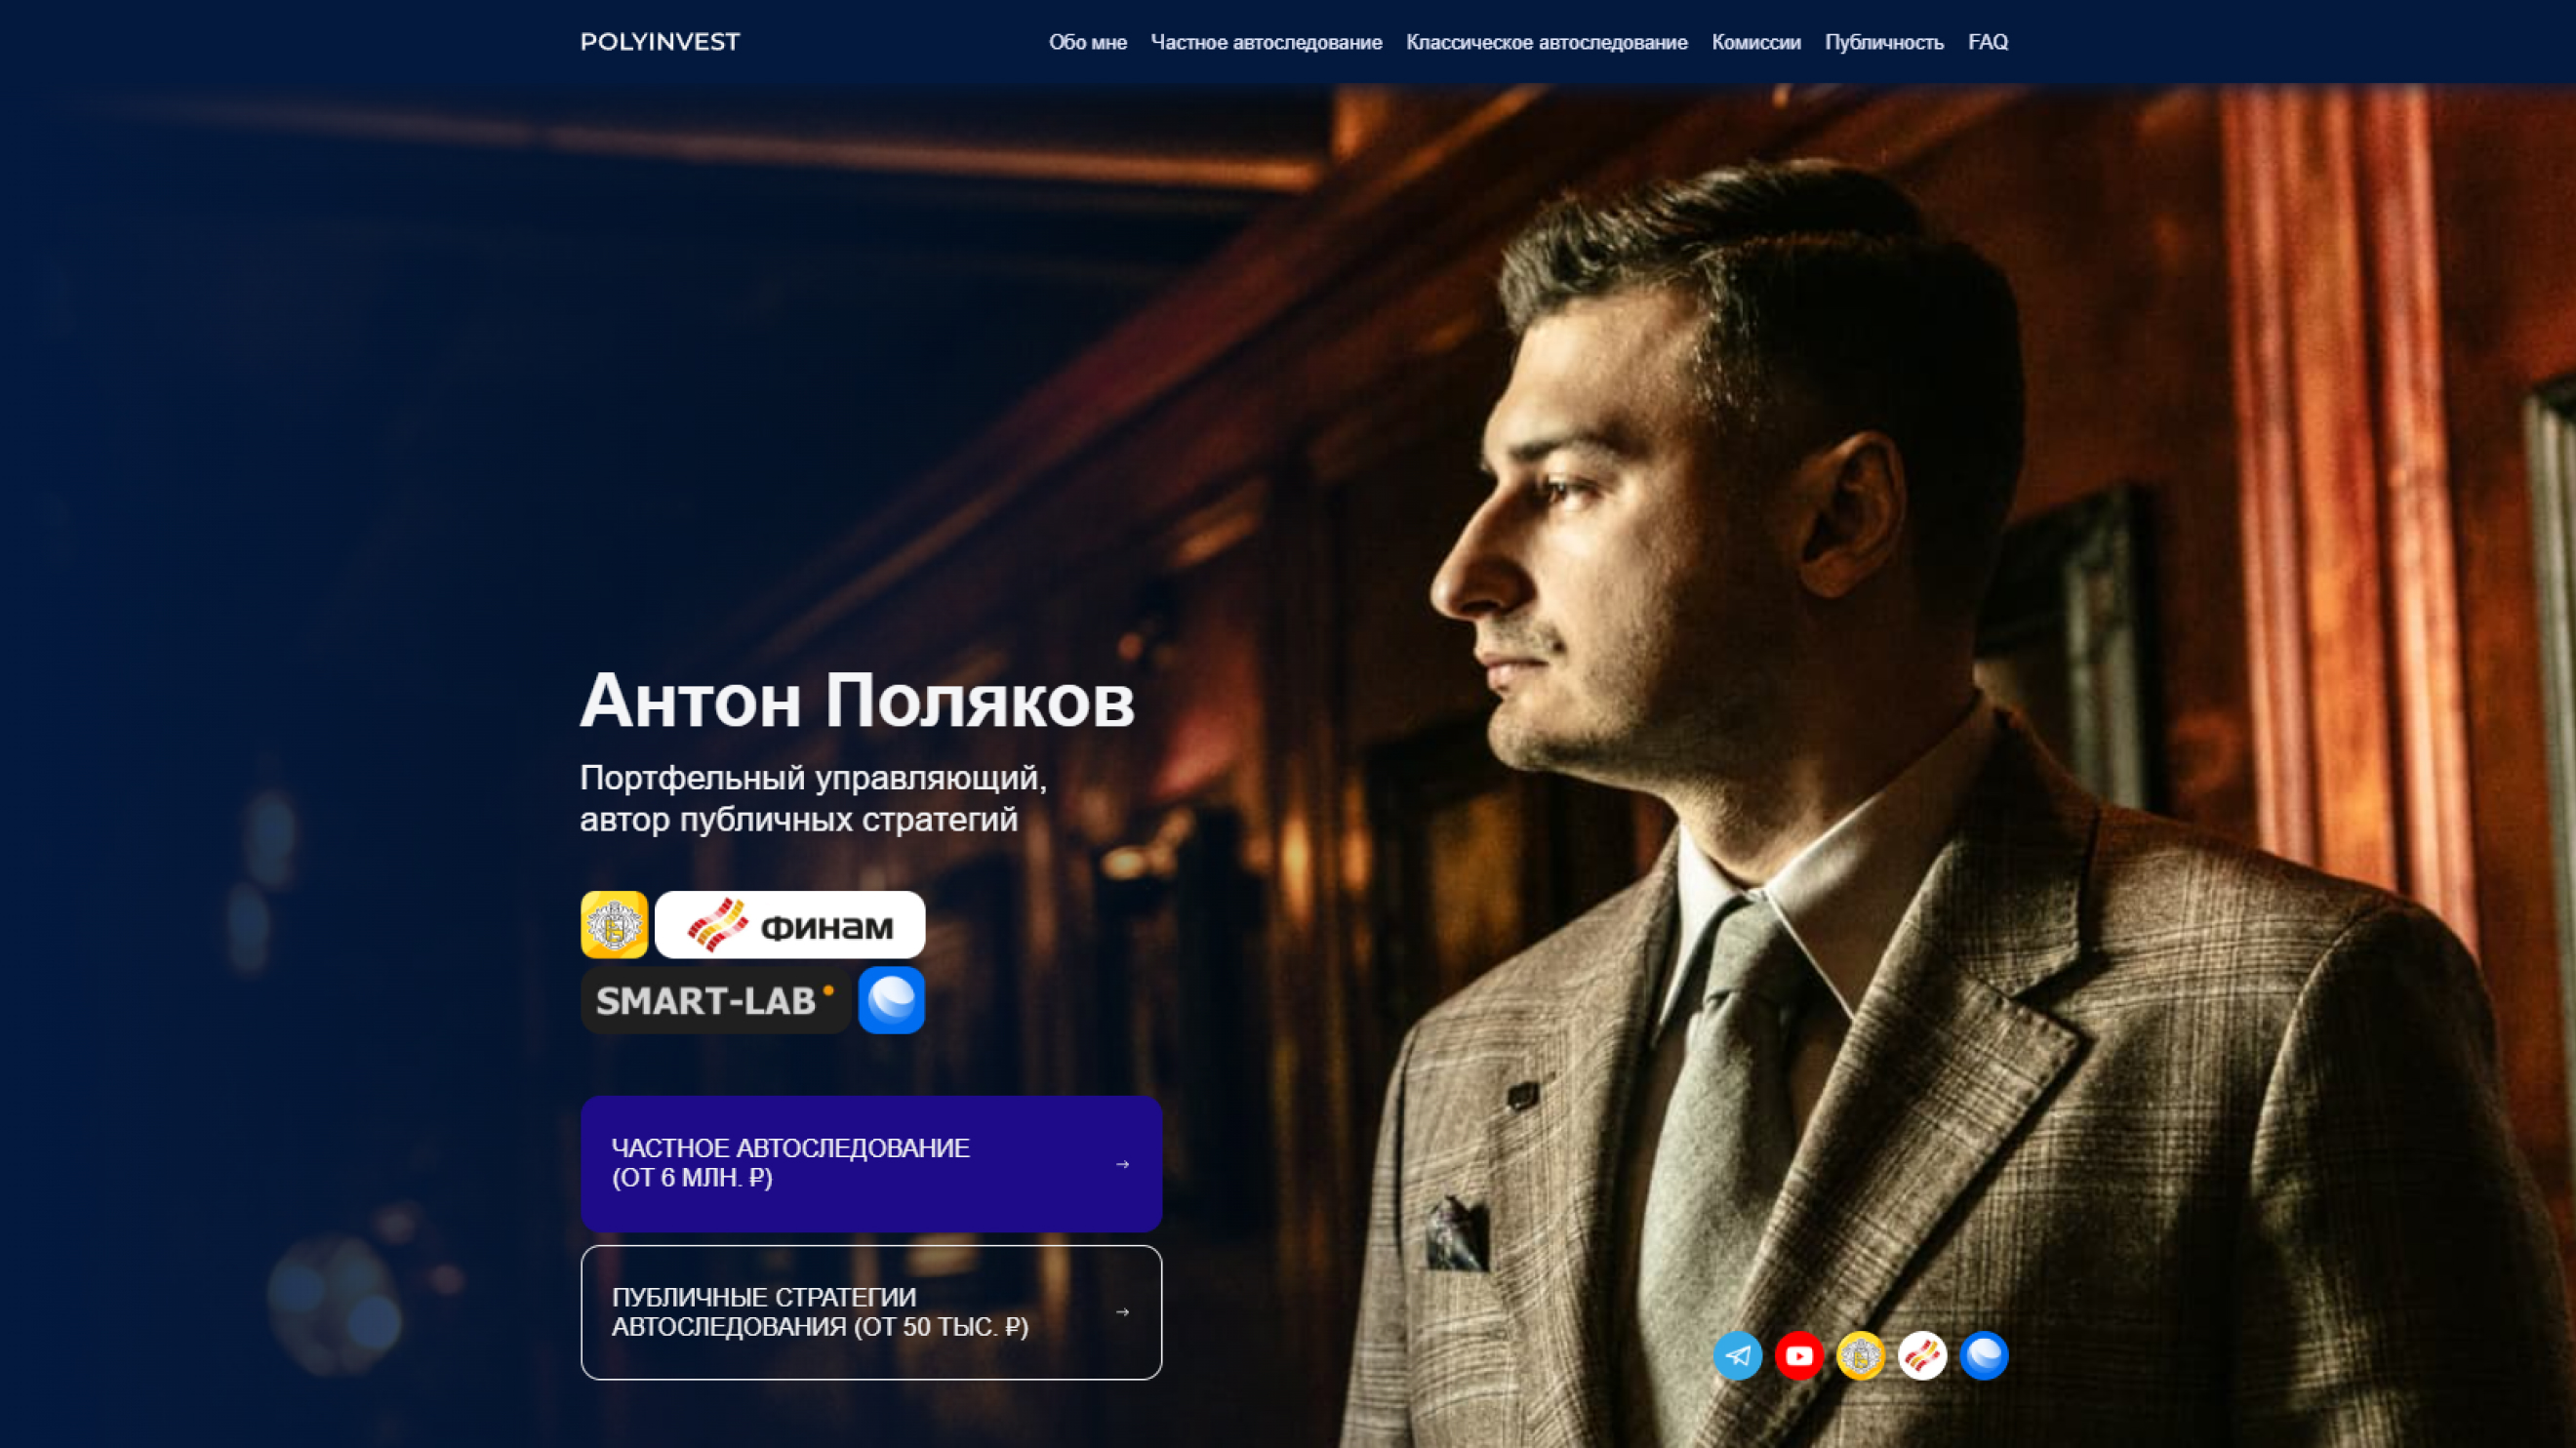 POLYINVEST
Обо мне Частное автоследование Классическое автоследование Комиссии Публичность FAQ
Антон Поляков
Портфельный управляющий,
автор публичных стратегий
ФИНАМ
SMART-LAB
ЧАСТНОЕ АВТОСЛЕДОВАНИЕ
(ОТ 6 МЛН. ₽)
→
ПУБЛИЧНЫЕ СТРАТЕГИИ
АВТОСЛЕДОВАНИЯ (ОТ 50 ТЫС. ₽)
→